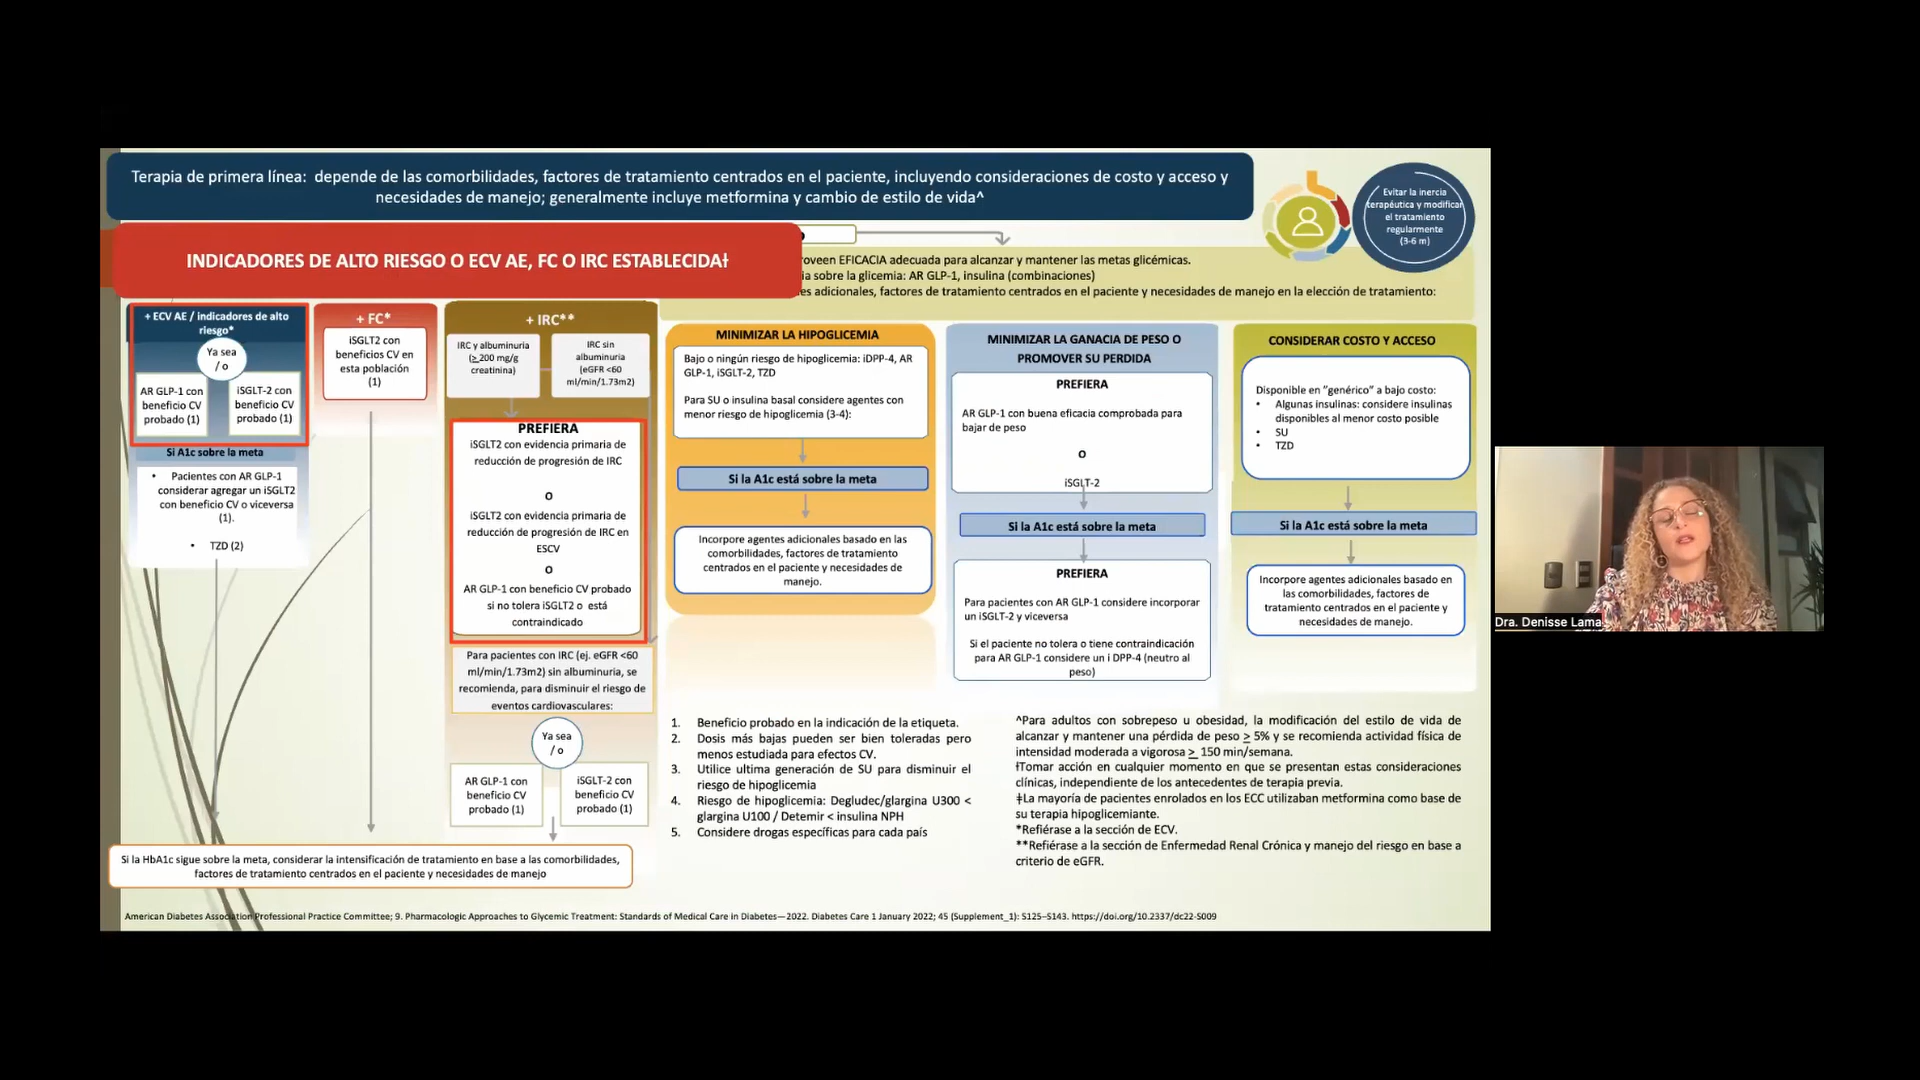 Terapia de primera línea: depende de las comorbilidades, factores de tratamiento centrados en el paciente, incluyendo consideraciones de costo y acceso y
necesidades de manejo; generalmente incluye metformina y cambio de estilo de vida^
Evitar la inercia
terapéutica y modificar
el tratamiento
regularmente
(3-6 m)
INDICADORES DE ALTO RIESGO O ECV AE, FC O IRC ESTABLECIDAƗ
roveen EFICACIA adecuada para alcanzar y mantener las metas glicémicas.
ia sobre la glicemia: AR GLP-1, insulina (combinaciones)
es adicionales, factores de tratamiento centrados en el paciente y necesidades de manejo en la elección de tratamiento:
+ ECV AE / indicadores de alto
riesgo*
Ya sea
/ o
AR GLP-1 con
beneficio CV
probado (1)
iSGLT-2 con
beneficio CV
probado (1)
Si A1c sobre la meta
• Pacientes con AR GLP-1
considerar agregar un iSGLT2
con beneficio CV o viceversa
(1).
• TZD (2)
+ FC*
iSGLT2 con
beneficios CV en
esta población
(1)
+ IRC**
IRC y albuminuria
(≥200 mg/g
creatinina)
IRC sin
albuminuria
(eGFR <60
ml/min/1.73m2)
PREFIERA
iSGLT2 con evidencia primaria de
reducción de progresión de IRC
O
iSGLT2 con evidencia primaria de
reducción de progresión de IRC en
ESCV
O
AR GLP-1 con beneficio CV probado
si no tolera iSGLT2 o está
contraindicado
Para pacientes con IRC (ej. eGFR <60
ml/min/1.73m2) sin albuminuria, se
recomienda, para disminuir el riesgo de
eventos cardiovasculares:
Ya sea
/ o
AR GLP-1 con
beneficio CV
probado (1)
iSGLT-2 con
beneficio CV
probado (1)
Si la HbA1c sigue sobre la meta, considerar la intensificación de tratamiento en base a las comorbilidades,
factores de tratamiento centrados en el paciente y necesidades de manejo
MINIMIZAR LA HIPOGLICEMIA
Bajo o ningún riesgo de hipoglicemia: iDPP-4, AR
GLP-1, iSGLT-2, TZD
Para SU o insulina basal considere agentes con
menor riesgo de hipoglicemia (3-4):
Si la A1c está sobre la meta
Incorpore agentes adicionales basado en las
comorbilidades, factores de tratamiento
centrados en el paciente y necesidades de
manejo.
MINIMIZAR LA GANACIA DE PESO O
PROMOVER SU PERDIDA
PREFIERA
AR GLP-1 con buena eficacia comprobada para
bajar de peso
O
iSGLT-2
Si la A1c está sobre la meta
PREFIERA
Para pacientes con AR GLP-1 considere incorporar
un iSGLT-2 y viceversa
Si el paciente no tolera o tiene contraindicación
para AR GLP-1 considere un i DPP-4 (neutro al
peso)
CONSIDERAR COSTO Y ACCESO
Disponible en “genérico” a bajo costo:
• Algunas insulinas: considere insulinas
disponibles al menor costo posible
• SU
• TZD
Si la A1c está sobre la meta
Incorpore agentes adicionales basado en
las comorbilidades, factores de
tratamiento centrados en el paciente y
necesidades de manejo.
1. Beneficio probado en la indicación de la etiqueta.
2. Dosis más bajas pueden ser bien toleradas pero
menos estudiada para efectos CV.
3. Utilice ultima generación de SU para disminuir el
riesgo de hipoglicemia
4. Riesgo de hipoglicemia: Degludec/glargina U300 <
glargina U100 / Detemir < insulina NPH
5. Considere drogas específicas para cada país
^Para adultos con sobrepeso u obesidad, la modificación del estilo de vida de
alcanzar y mantener una pérdida de peso ≥ 5% y se recomienda actividad física de
intensidad moderada a vigorosa ≥ 150 min/semana.
ƗTomar acción en cualquier momento en que se presentan estas consideraciones
clínicas, independiente de los antecedentes de terapia previa.
ǂLa mayoría de pacientes enrolados en los ECC utilizaban metformina como base de
su terapia hipoglicemiante.
*Refiérase a la sección de ECV.
**Refiérase a la sección de Enfermedad Renal Crónica y manejo del riesgo en base a
criterio de eGFR.
American Diabetes Association Professional Practice Committee; 9. Pharmacologic Approaches to Glycemic Treatment: Standards of Medical Care in Diabetes—2022. Diabetes Care 1 January 2022; 45 (Supplement_1): S125–S143. https://doi.org/10.2337/dc22-S009
Dra. Denisse Lama